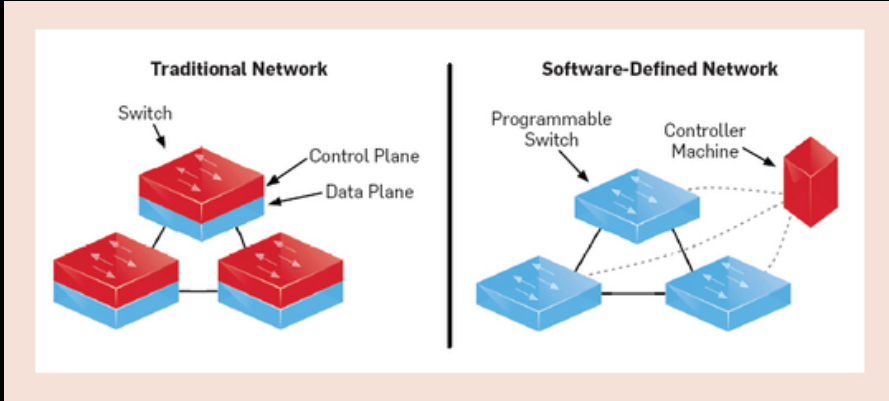 Traditional Network
Switch
Control Plane
Data Plane
Software-Defined Network
Programmable
Switch
Controller
Machine